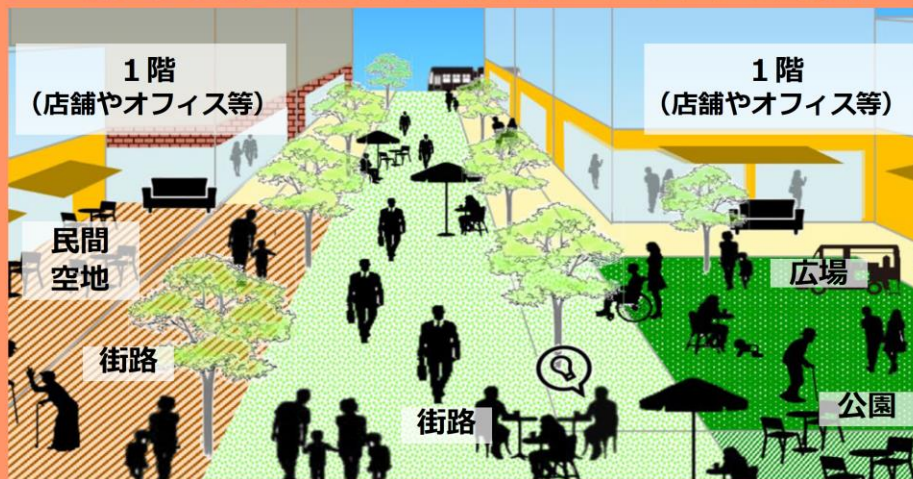 1階
（店舗やオフィス等）
1階
（店舗やオフィス等）
民間
空地
広場
街路
公園
街路